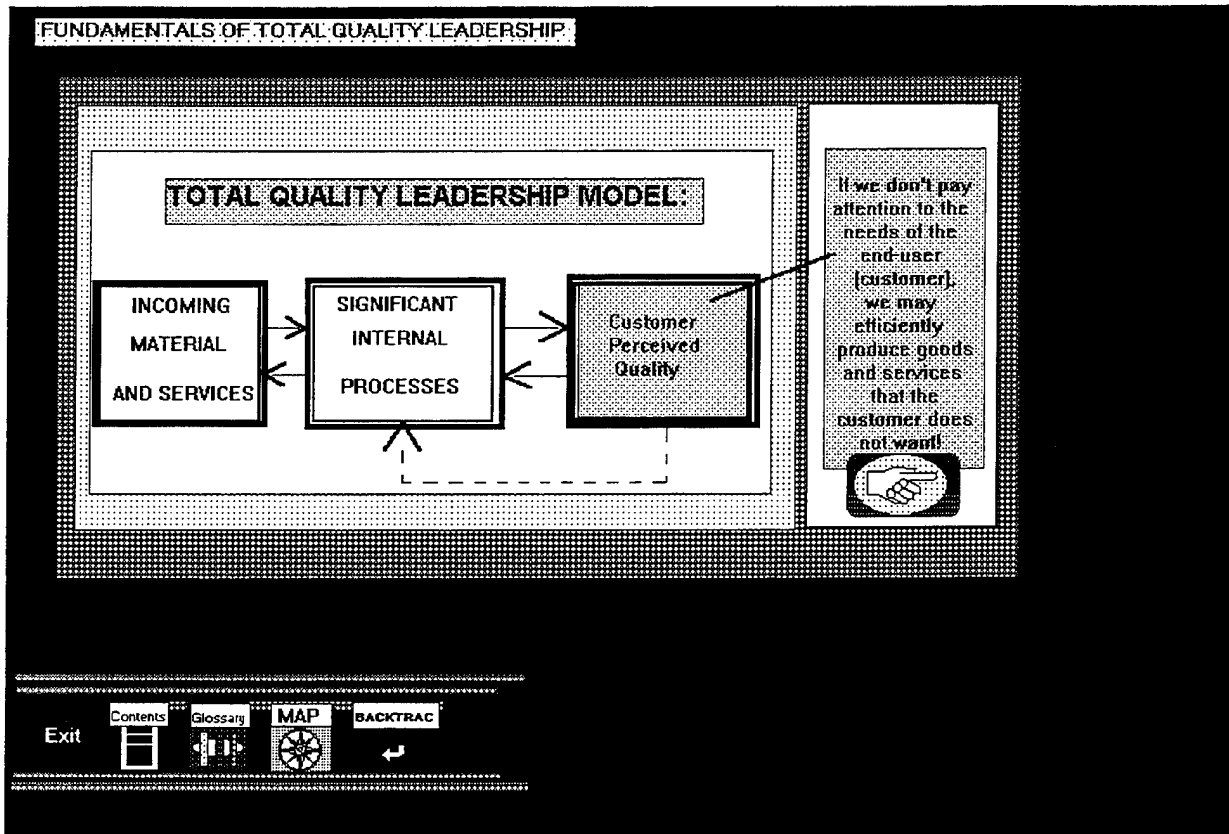 FUNDAMENTALS OF TOTAL QUALITY LEADERSHIP
TOTAL QUALITY LEADERSHIP MODEL:
INCOMING
MATERIAL
AND SERVICES
SIGNIFICANT
INTERNAL
PROCESSES
Customer
Perceived
Quality
If we don't pay
attention to the
needs of the
end-user
[customer],
we may
efficiently
produce goods
and services
that the
customer does
not want!
Exit
Contents
Glossary
MAP
BACKTRAC